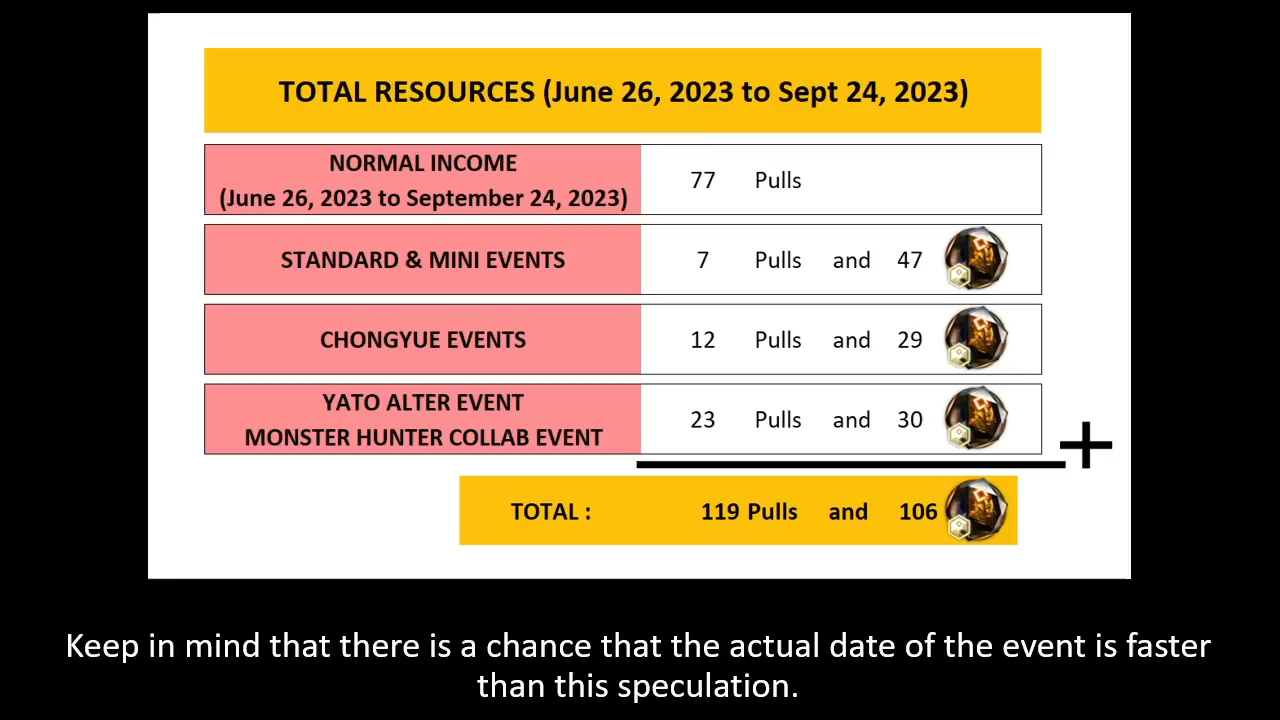 TOTAL RESOURCES (June 26, 2023 to Sept 24, 2023)
NORMAL INCOME
(June 26, 2023 to September 24, 2023)
77 Pulls
STANDARD & MINI EVENTS
7 Pulls and 47
CHONGYUE EVENTS
12 Pulls and 29
YATO ALTER EVENT
MONSTER HUNTER COLLAB EVENT
23 Pulls and 30
+
TOTAL : 119 Pulls and 106
Keep in mind that there is a chance that the actual date of the event is faster
than this speculation.